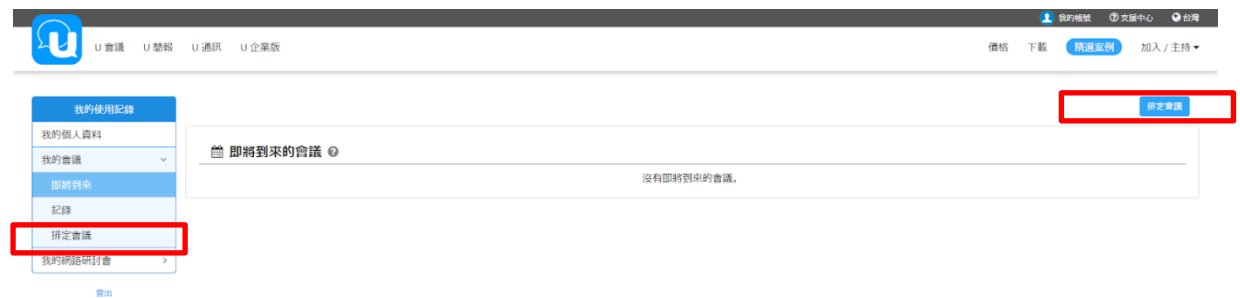 我的帳號 支援中心 台灣
U U 會議 U 簡報 U 通訊 U 企業版 價格 下載 精選案例 加入 / 主持
我的使用記錄
排定會議
我的個人資料
我的會議
即將到來
記錄
排定會議
我的網路研討會
登出
即將到來的會議
沒有即將到來的會議。